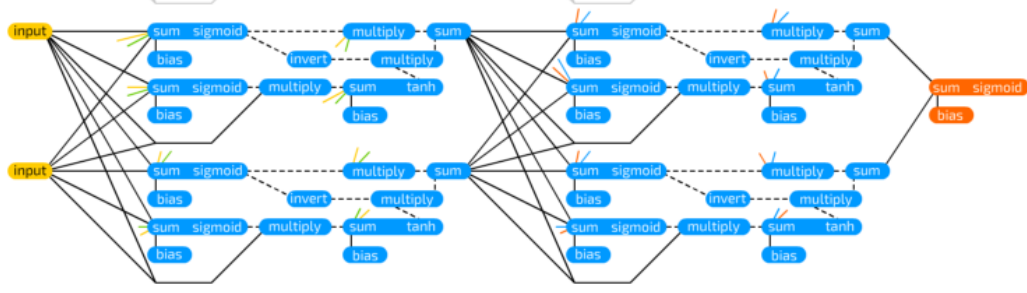 input sum sigmoid multiply sum sum sigmoid multiply sum
bias invert multiply bias invert multiply
sum sigmoid multiply sum tanh sum sigmoid multiply sum tanh sum sigmoid
bias bias bias bias bias
input sum sigmoid multiply sum sum sigmoid multiply sum
bias invert multiply bias invert multiply
sum sigmoid multiply sum tanh sum sigmoid multiply sum tanh
bias bias bias bias